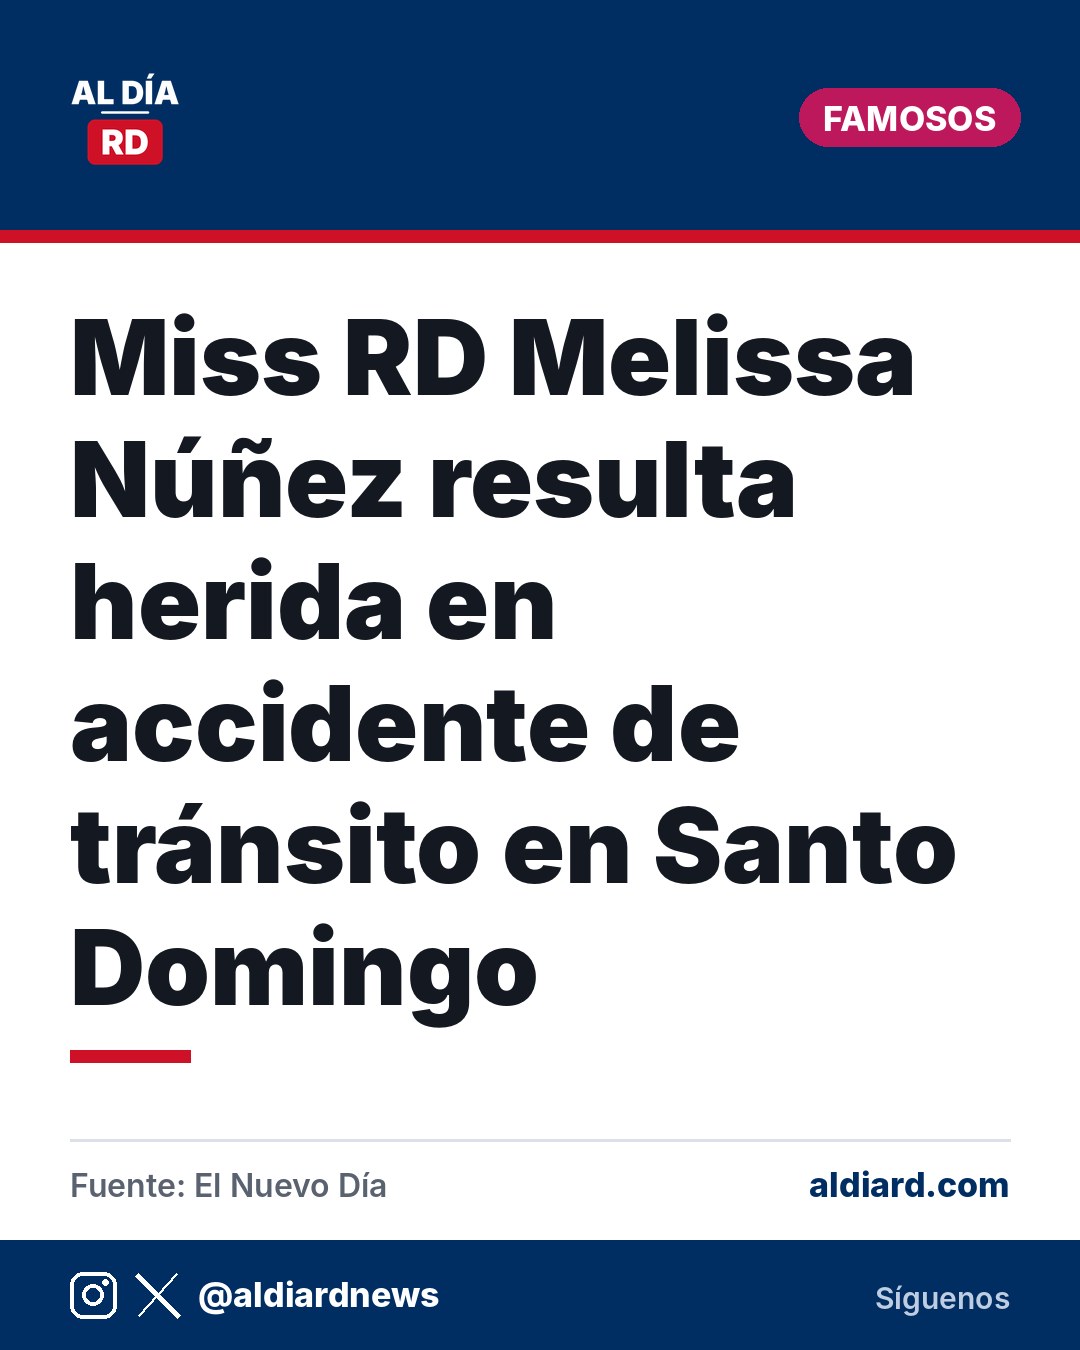 AL DÍA
RD
FAMOSOS
Miss RD Melissa
Núñez resulta
herida en
accidente de
tránsito en Santo
Domingo
Fuente: El Nuevo Día
aldiard.com
@aldiardnews
Síguenos